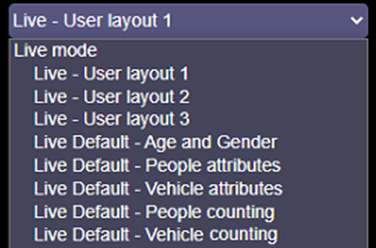 Live - User layout 1
Live mode
Live - User layout 1
Live - User layout 2
Live - User layout 3
Live Default - Age and Gender
Live Default - People attributes
Live Default - Vehicle attributes
Live Default - People counting
Live Default - Vehicle counting